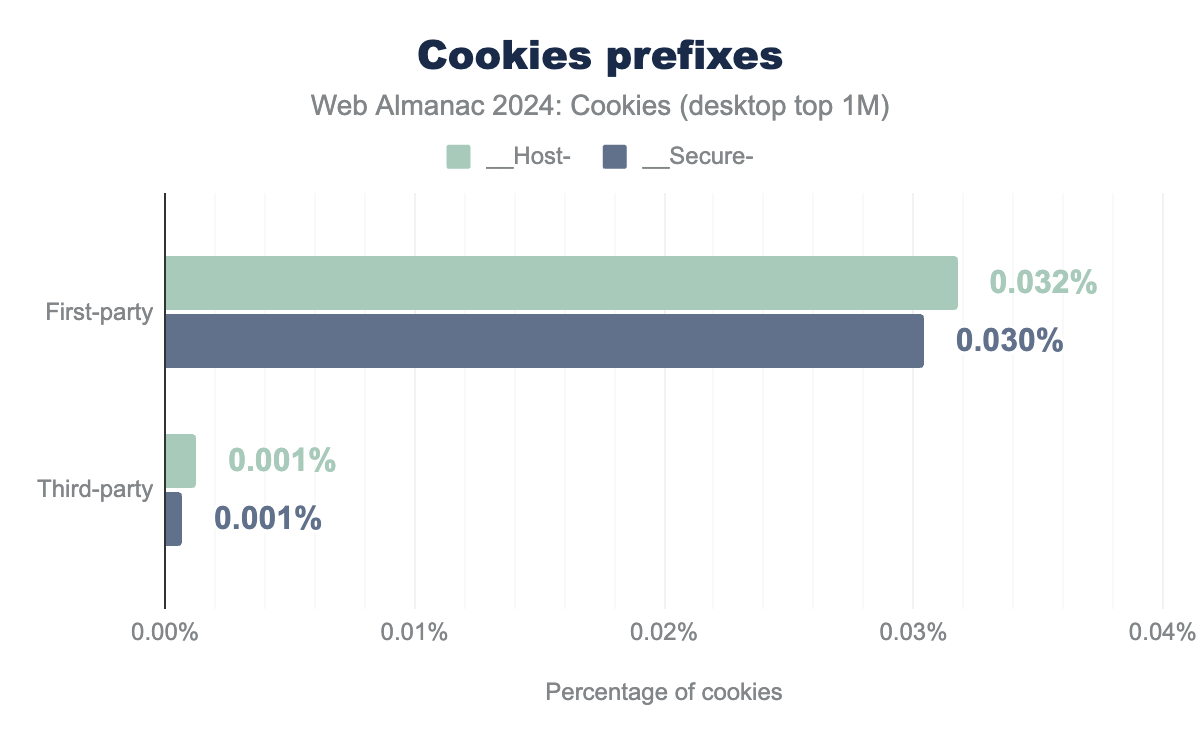 Cookies prefixes
Web Almanac 2024: Cookies (desktop top 1M)
__Host- __Secure-
First-party
0.032%
0.030%
Third-party
0.001%
0.001%
0.00% 0.01% 0.02% 0.03% 0.04%
Percentage of cookies